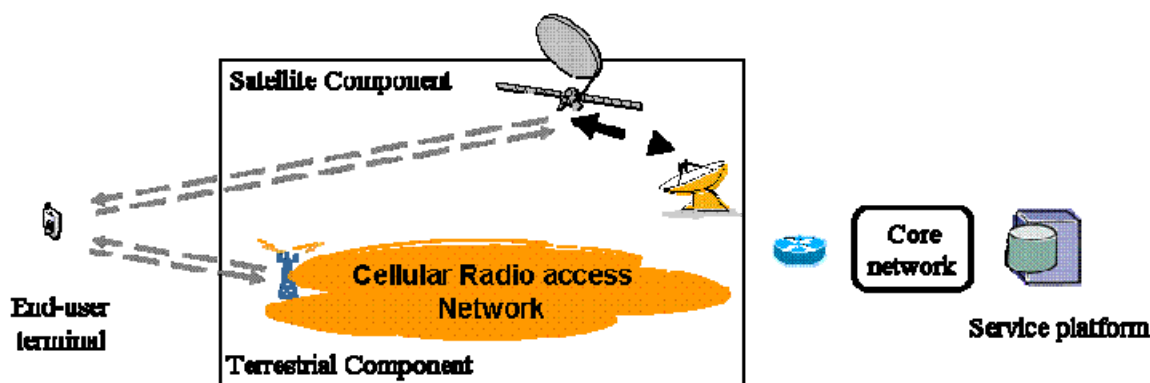 Satellite Component
Cellular Radio access
Network
Core
network
End-user
terminal
Service platform
Terrestrial Component